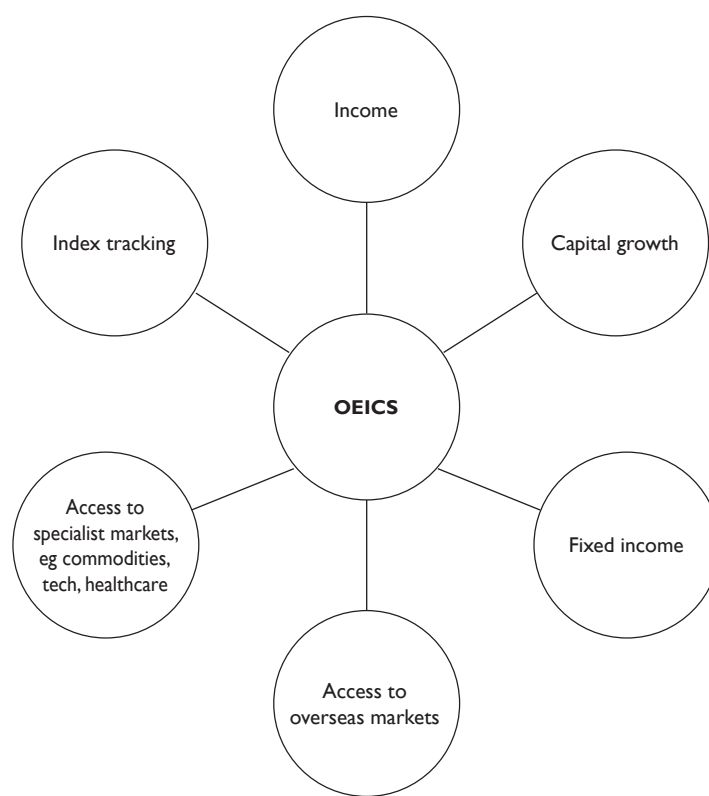 Income
Index tracking
Capital growth
OEICS
Access to
specialist markets,
eg commodities,
tech, healthcare
Fixed income
Access to
overseas markets